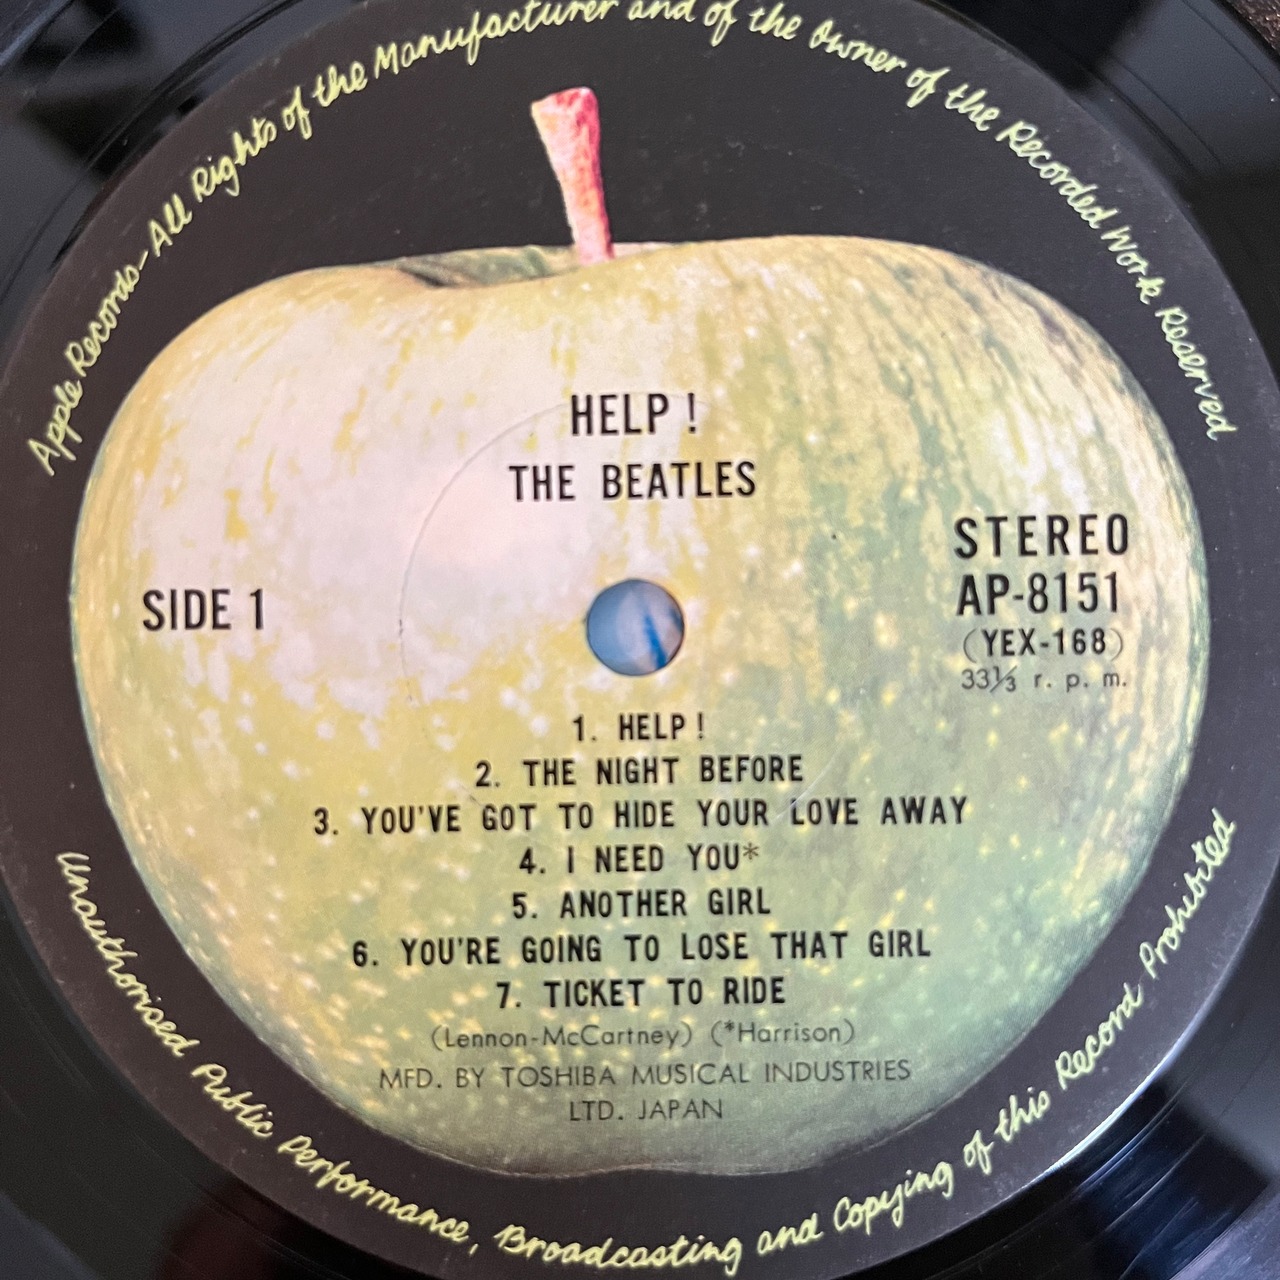 Apple Records-All Rights of the Manufacturer and of the Owner of the Recorded Work Reserved
HELP!
THE BEATLES
STEREO
AP-8151
SIDE 1
(YEX-168)
33⅓ r. p. m.
1. HELP!
2. THE NIGHT BEFORE
3. YOU'VE GOT TO HIDE YOUR LOVE AWAY
4. I NEED YOU*
5. ANOTHER GIRL
6. YOU'RE GOING TO LOSE THAT GIRL
7. TICKET TO RIDE
(Lennon-McCartney) (*Harrison)
MFD. BY TOSHIBA MUSICAL INDUSTRIES
LTD. JAPAN
Unauthorised Public Performance, Broadcasting and Copying of this Record Prohibited